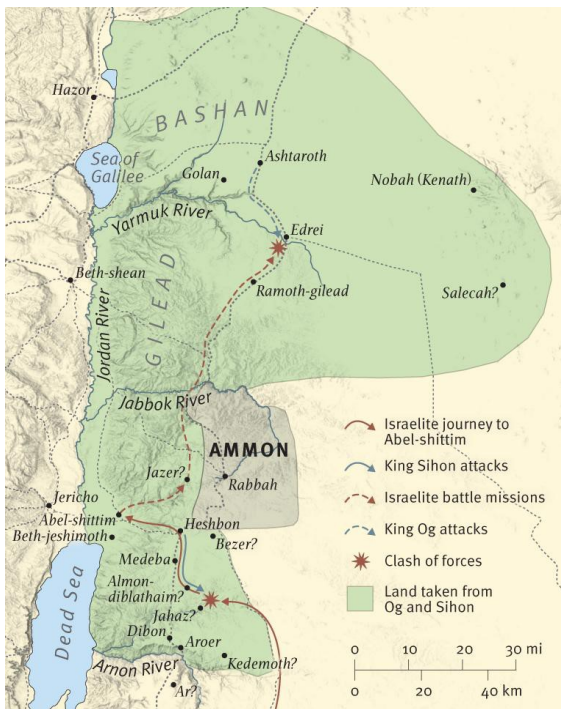 Hazor
BASHAN
Sea of
Galilee
Golan
Ashtaroth
Nobah (Kenath)
Yarmuk River
Edrei
Beth-shean
GILEAD
Ramoth-gilead
Salecah?
Jordan River
Jabbok River
AMMON
Jazer?
Rabbah
Jericho
Abel-shittim
Beth-jeshimoth
Heshbon
Bezer?
Medeba
Almon-
diblathaim?
Jahaz?
Dead Sea
Dibon
Aroer
Arnon River
Kedemoth?
Ar?
Israelite journey to
Abel-shittim
King Sihon attacks
Israelite battle missions
King Og attacks
Clash of forces
Land taken from
Og and Sihon
0 10 20 30 mi
0 20 40 km